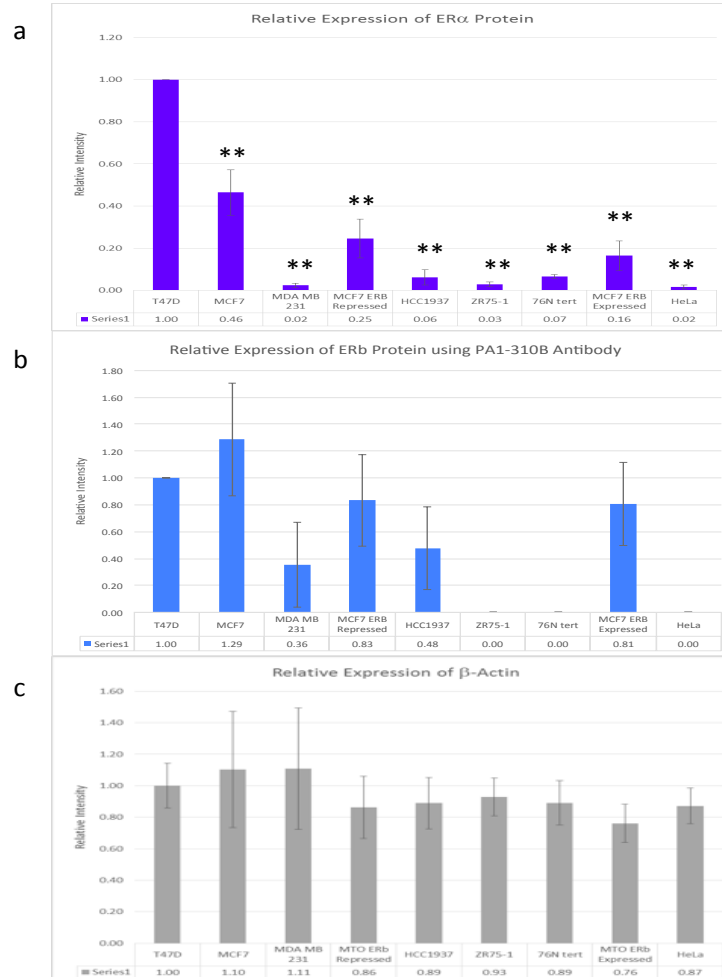 a
Relative Expression of ERα Protein
1.20
1.00
0.80
0.60
0.40
0.20
0.00
Relative Intensity
**
**
**
**
**
**
**
**
T47D MCF7 MDA MB 231 MCF7 ERB Repressed HCC1937 ZR75-1 76N tert MCF7 ERB Expressed HeLa
Series1 1.00 0.46 0.02 0.25 0.06 0.03 0.07 0.16 0.02
b
Relative Expression of ERb Protein using PA1-310B Antibody
1.80
1.60
1.40
1.20
1.00
0.80
0.60
0.40
0.20
0.00
Relative Intensity
T47D MCF7 MDA MB 231 MCF7 ERB Repressed HCC1937 ZR75-1 76N tert MCF7 ERB Expressed HeLa
Series1 1.00 1.29 0.36 0.83 0.48 0.00 0.00 0.81 0.00
c
Relative Expression of β-Actin
1.60
1.40
1.20
1.00
0.80
0.60
0.40
0.20
0.00
Relative Intensity
T47D MCF7 MDA MB 231 MTO ERb Repressed HCC1937 ZR75-1 76N tert MTO ERb Expressed HeLa
Series1 1.00 1.10 1.11 0.86 0.89 0.93 0.89 0.76 0.87